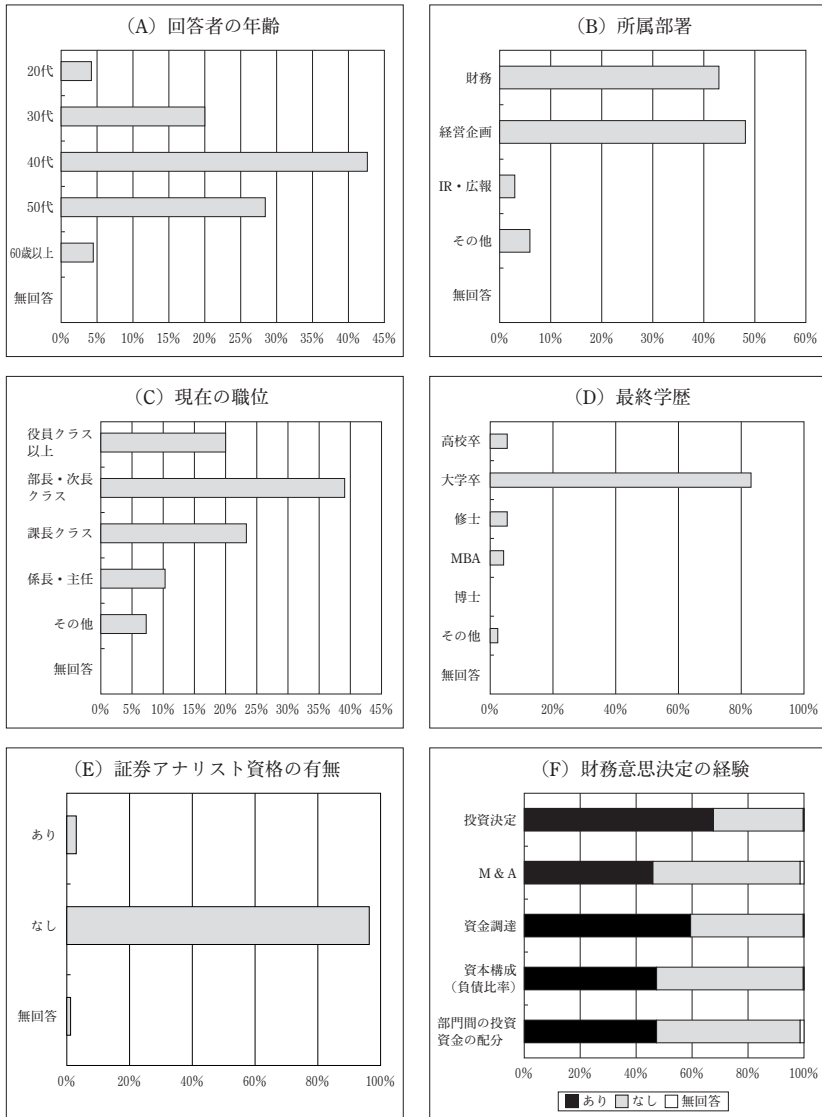 (A) 回答者の年齢
20代
30代
40代
50代
60歳以上
無回答
0% 5% 10% 15% 20% 25% 30% 35% 40% 45%
(B) 所属部署
財務
経営企画
IR・広報
その他
無回答
0% 10% 20% 30% 40% 50% 60%
(C) 現在の職位
役員クラス
以上
部長・次長
クラス
課長クラス
係長・主任
その他
無回答
0% 5% 10% 15% 20% 25% 30% 35% 40% 45%
(D) 最終学歴
高校卒
大学卒
修士
MBA
博士
その他
無回答
0% 20% 40% 60% 80% 100%
(E) 証券アナリスト資格の有無
あり
なし
無回答
0% 20% 40% 60% 80% 100%
(F) 財務意思決定の経験
投資決定
M & A
資金調達
資本構成
(負債比率)
部門間の投資
資金の配分
0% 20% 40% 60% 80% 100%
あり なし 無回答